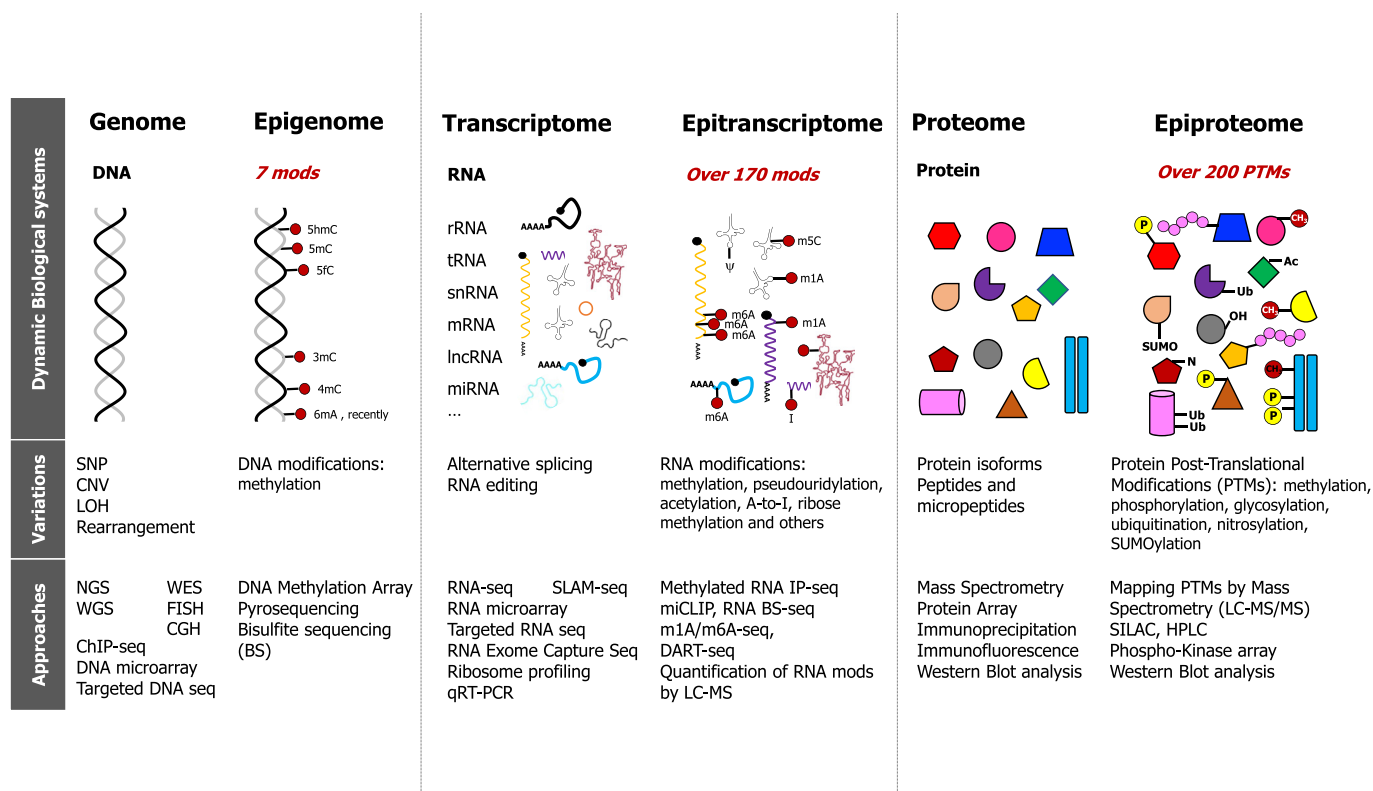 Dynamic Biological systems
Genome
DNA
Epigenome
7 mods
5hmC
5mC
5fC
3mC
4mC
6mA , recently
Transcriptome
RNA
rRNA
tRNA
snRNA
mRNA
lncRNA
miRNA
...
AAAA
AAAA
AAAA
Epitranscriptome
Over 170 mods
m5C
Ψ
m1A
m6A
m6A
m6A
m1A
AAAA
AAAA
AAAA
m6A
I
Proteome
Protein
Epiproteome
Over 200 PTMs
P
CH₃
Ac
Ub
CH₃
OH
SUMO
N
P
CH
P
P
Ub
Ub
Variations
SNP
CNV
LOH
Rearrangement
DNA modifications:
methylation
Alternative splicing
RNA editing
RNA modifications:
methylation, pseudouridylation,
acetylation, A-to-I, ribose
methylation and others
Protein isoforms
Peptides and
micropeptides
Protein Post-Translational
Modifications (PTMs): methylation,
phosphorylation, glycosylation,
ubiquitination, nitrosylation,
SUMOylation
Approaches
NGS WES
WGS FISH
CGH
ChIP-seq
DNA microarray
Targeted DNA seq
DNA Methylation Array
Pyrosequencing
Bisulfite sequencing
(BS)
RNA-seq SLAM-seq
RNA microarray
Targeted RNA seq
RNA Exome Capture Seq
Ribosome profiling
qRT-PCR
Methylated RNA IP-seq
miCLIP, RNA BS-seq
m1A/m6A-seq,
DART-seq
Quantification of RNA mods
by LC-MS
Mass Spectrometry
Protein Array
Immunoprecipitation
Immunofluorescence
Western Blot analysis
Mapping PTMs by Mass
Spectrometry (LC-MS/MS)
SILAC, HPLC
Phospho-Kinase array
Western Blot analysis